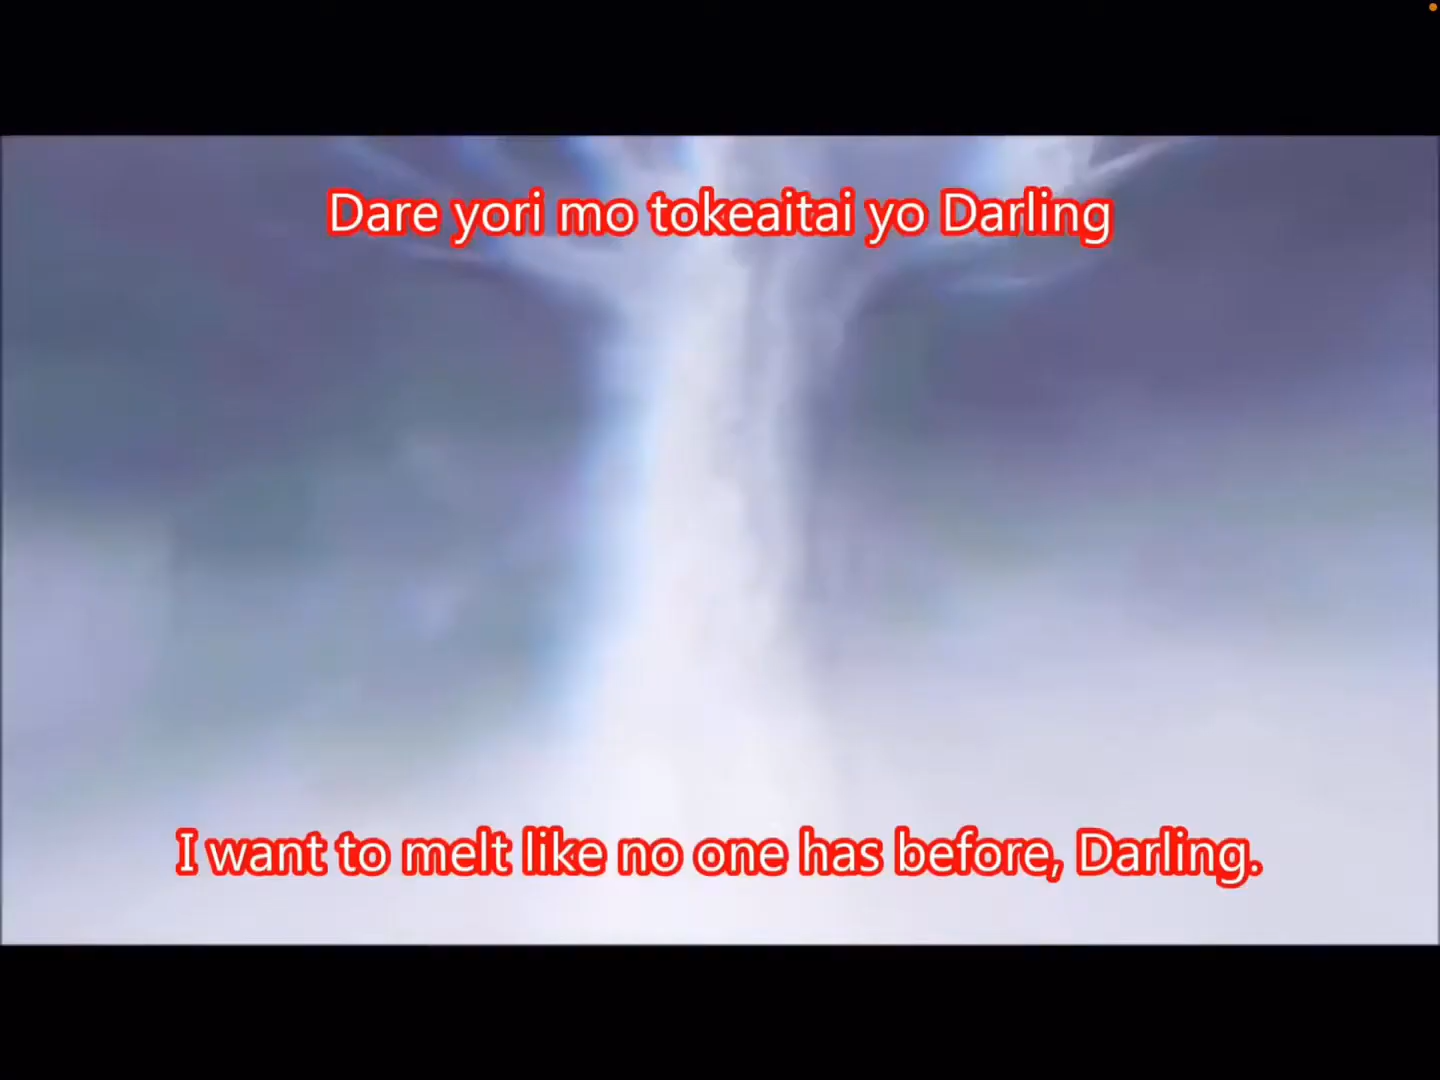 Dare yori mo tokeaitai yo Darling
I want to melt like no one has before, Darling.